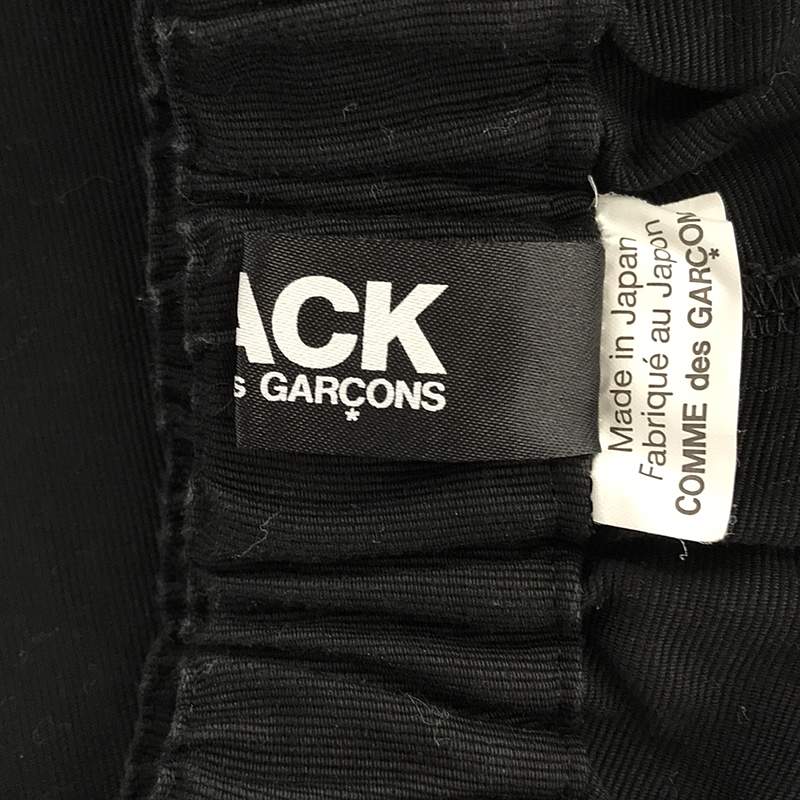 ACK
s GARÇONS
*
Made in Japan
Fabriqué au Japon
COMME des GARÇON
*